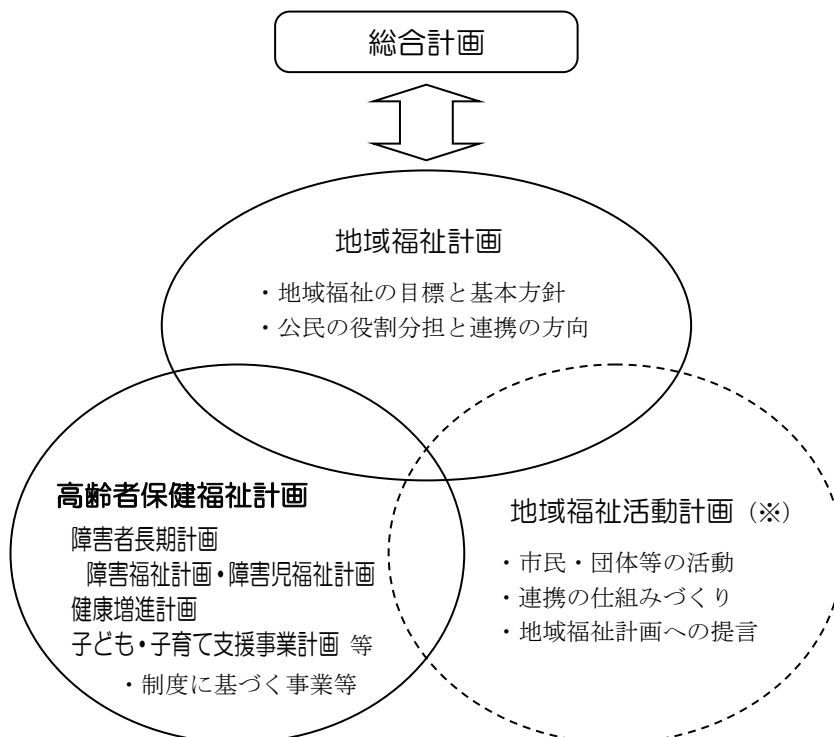 総合計画
地域福祉計画
・地域福祉の目標と基本方針
・公民の役割分担と連携の方向
高齢者保健福祉計画
障害者長期計画
障害福祉計画・障害児福祉計画
健康増進計画
子ども・子育て支援事業計画 等
・制度に基づく事業等
地域福祉活動計画（※）
・市民・団体等の活動
・連携の仕組みづくり
・地域福祉計画への提言